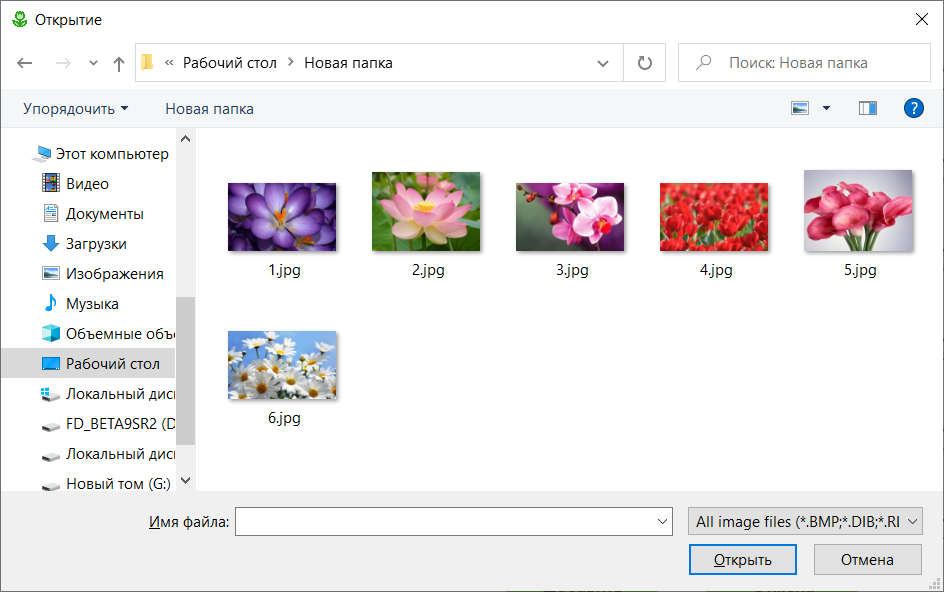 Открытие
« Рабочий стол > Новая папка
Поиск: Новая папка
Упорядочить
Новая папка
?
Этот компьютер
Видео
Документы
Загрузки
Изображения
Музыка
Объемные объ
Рабочий стол
Локальный дис
FD_BETA9SR2 (D
Локальный дис
Новый том (G:)
1.jpg
2.jpg
3.jpg
4.jpg
5.jpg
6.jpg
Имя файла:
All image files (*.BMP;*.DIB;*.RI
Открыть
Отмена